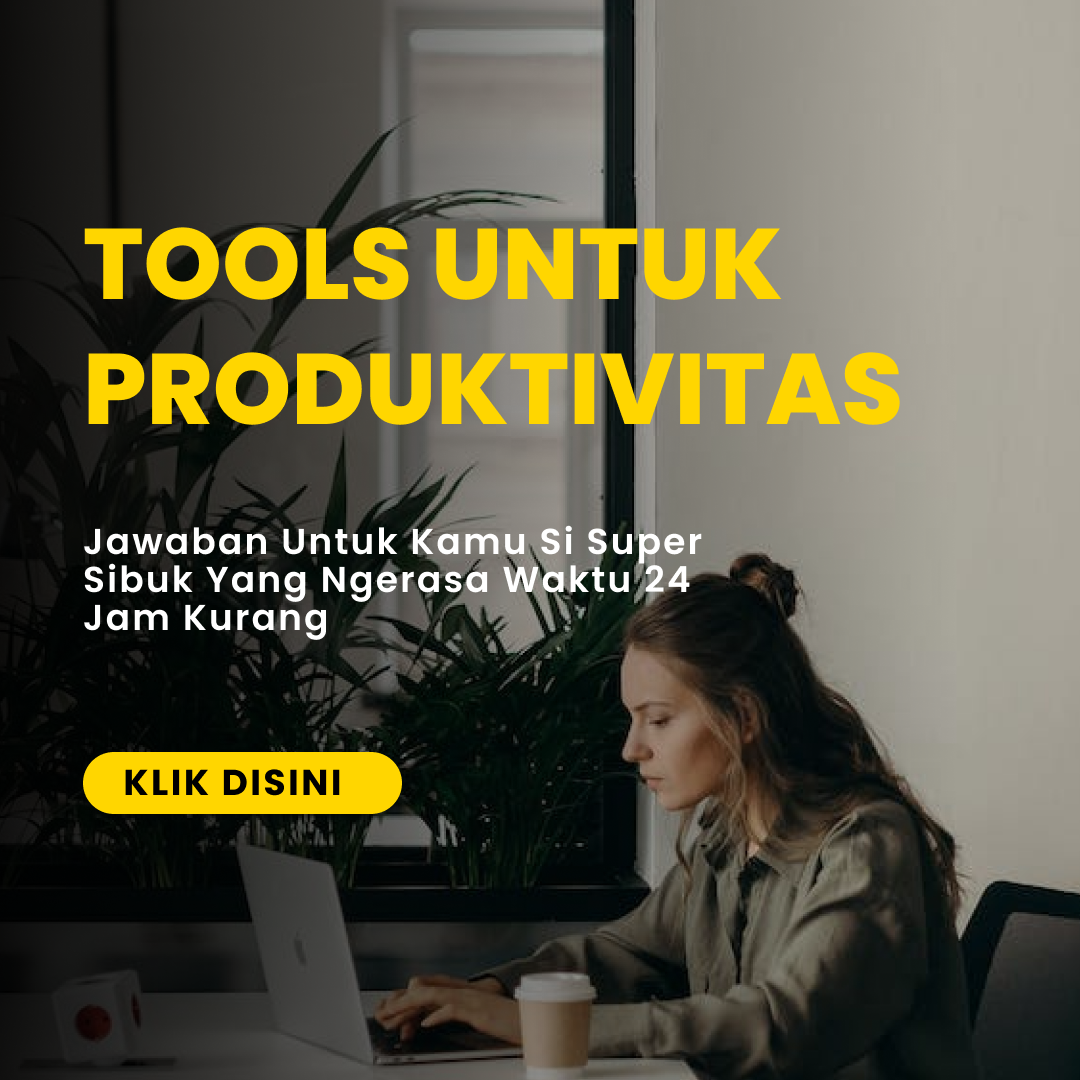 TOOLS UNTUK
PRODUKTIVITAS
Jawaban Untuk Kamu Si Super
Sibuk Yang Ngerasa Waktu 24
Jam Kurang
KLIK DISINI